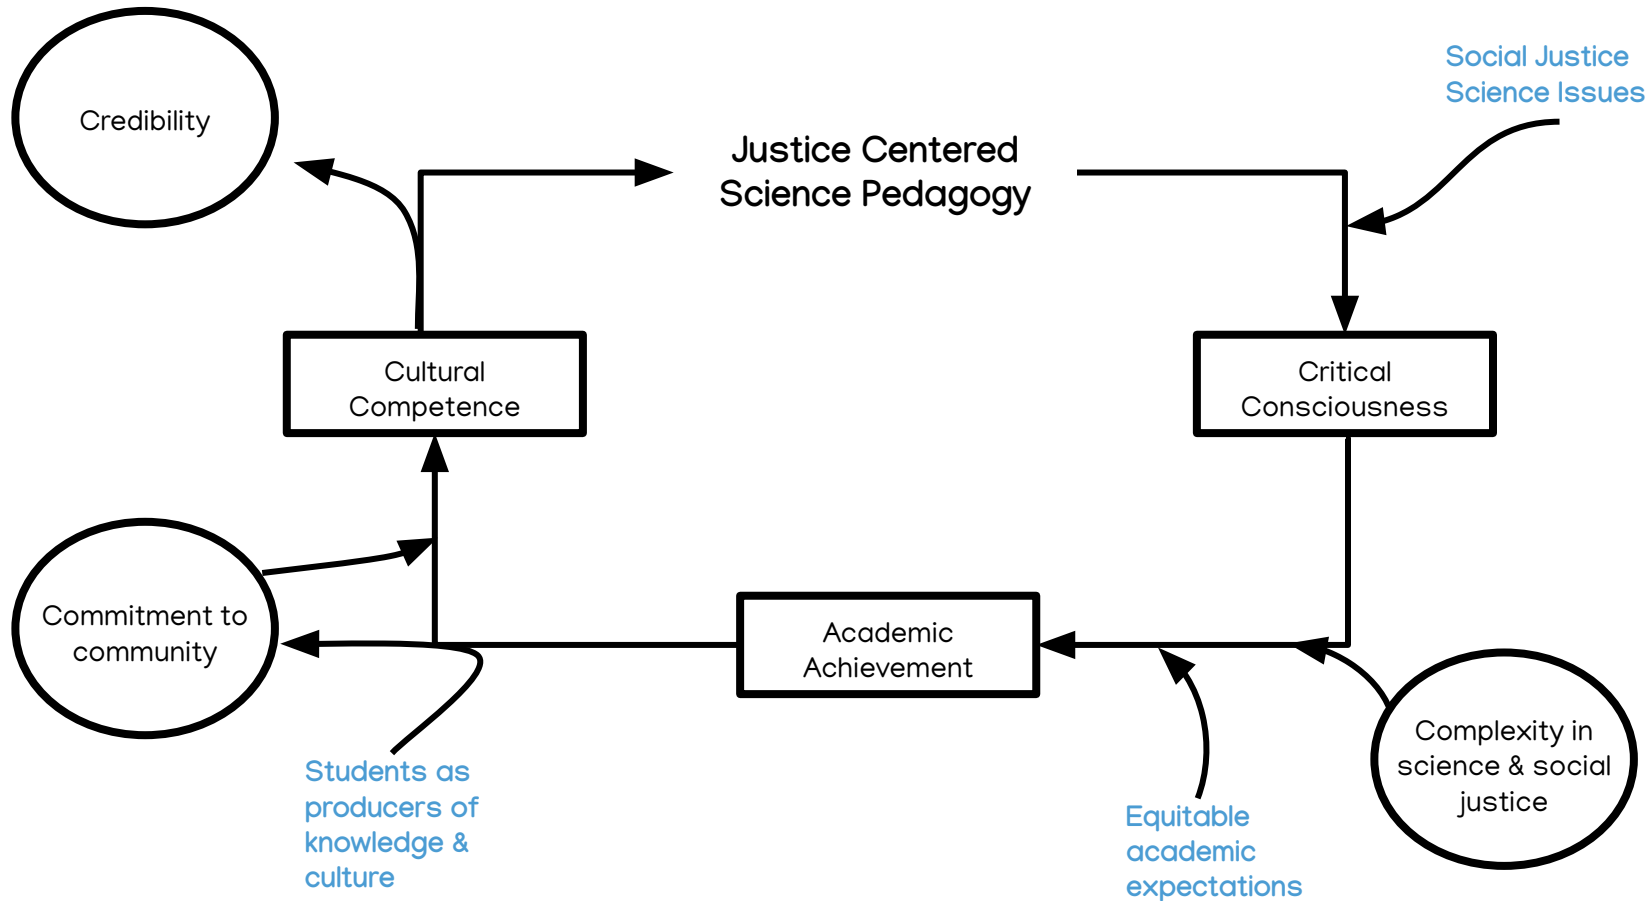 Credibility
Justice Centered
Science Pedagogy
Social Justice
Science Issues
Cultural
Competence
Critical
Consciousness
Commitment to
community
Academic
Achievement
Complexity in
science & social
justice
Students as
producers of
knowledge &
culture
Equitable
academic
expectations